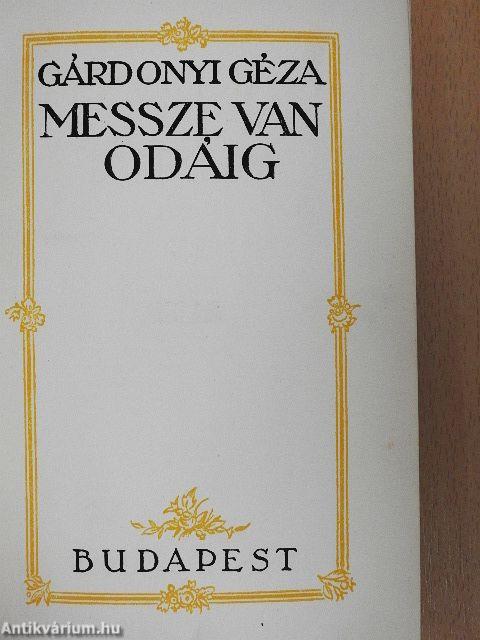 GÁRDONYI GÉZA
MESSZE VAN
ODÁIG
BUDAPEST
Antikvárium.hu